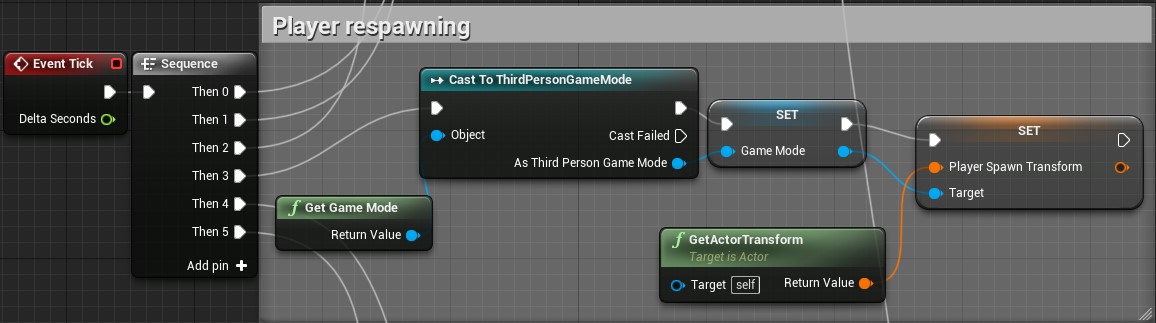 Player respawning
Event Tick
Delta Seconds
Sequence
Then 0
Then 1
Then 2
Then 3
Then 4
Then 5
Add pin
Cast To ThirdPersonGameMode
Object
Cast Failed
As Third Person Game Mode
f Get Game Mode
Return Value
SET
Game Mode
SET
Player Spawn Transform
Target
f GetActorTransform
Target is Actor
Target self Return Value